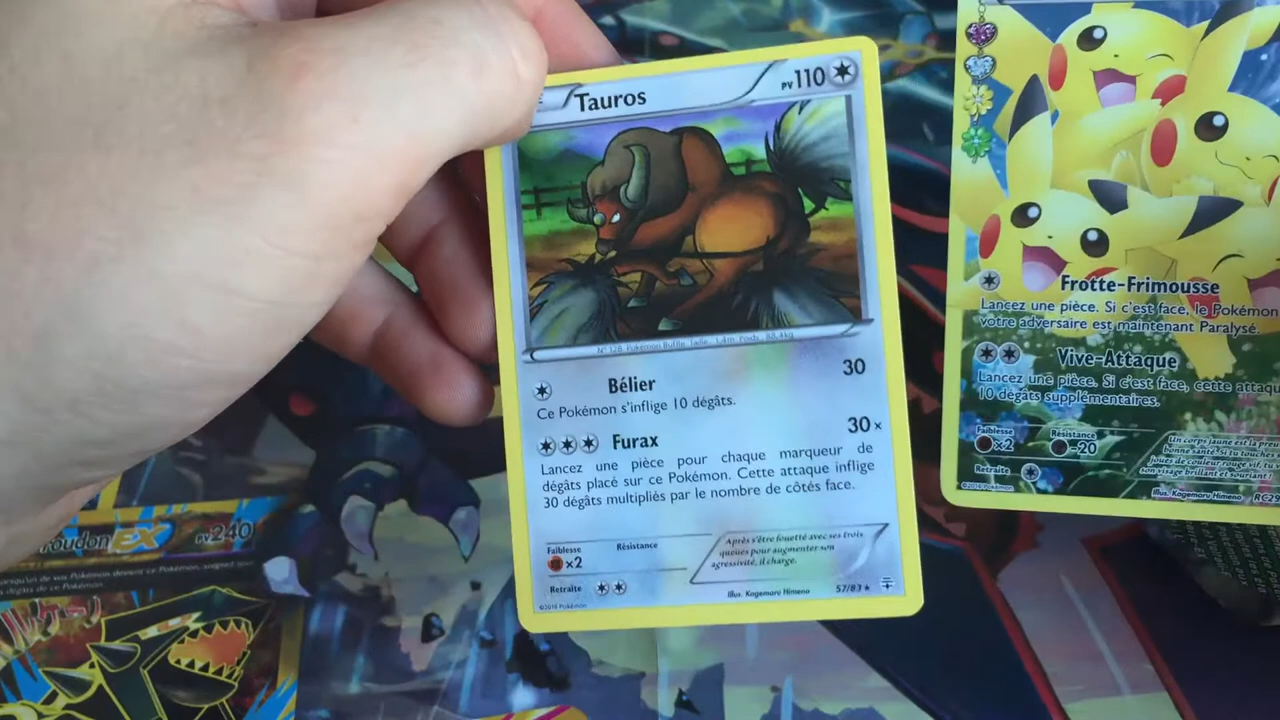 Tauros
PV110
N° 128 Pokémon Buffle Taille : 1,4m Poids : 88,4kg
Bélier 30
Ce Pokémon s'inflige 10 dégâts.
Furax 30×
Lancez une pièce pour chaque marqueur de
dégâts placé sur ce Pokémon. Cette attaque inflige
30 dégâts multipliés par le nombre de côtés face.
Faiblesse
×2
Résistance
Après s'être fouetté avec ses trois
queues pour augmenter son
agressivité, il charge.
Retraite
Illus. Kagemaru Himeno
57/83
©2016 Pokémon
Frotte-Frimousse
Lancez une pièce. Si c'est face, le Pokémon
votre adversaire est maintenant Paralysé.
Vive-Attaque
Lancez une pièce. Si c'est face, cette attaq
10 dégâts supplémentaires.
Faiblesse
×2
Résistance
-20
Un corps jaune est la preu
bonne santé. Si tu touches
joues de couleur rouge vif, tu
son visage brillant et pour
Retraite
©2016 Pokémon
Illus. Kagemaru Himeno
RC29
roudon EX PV240